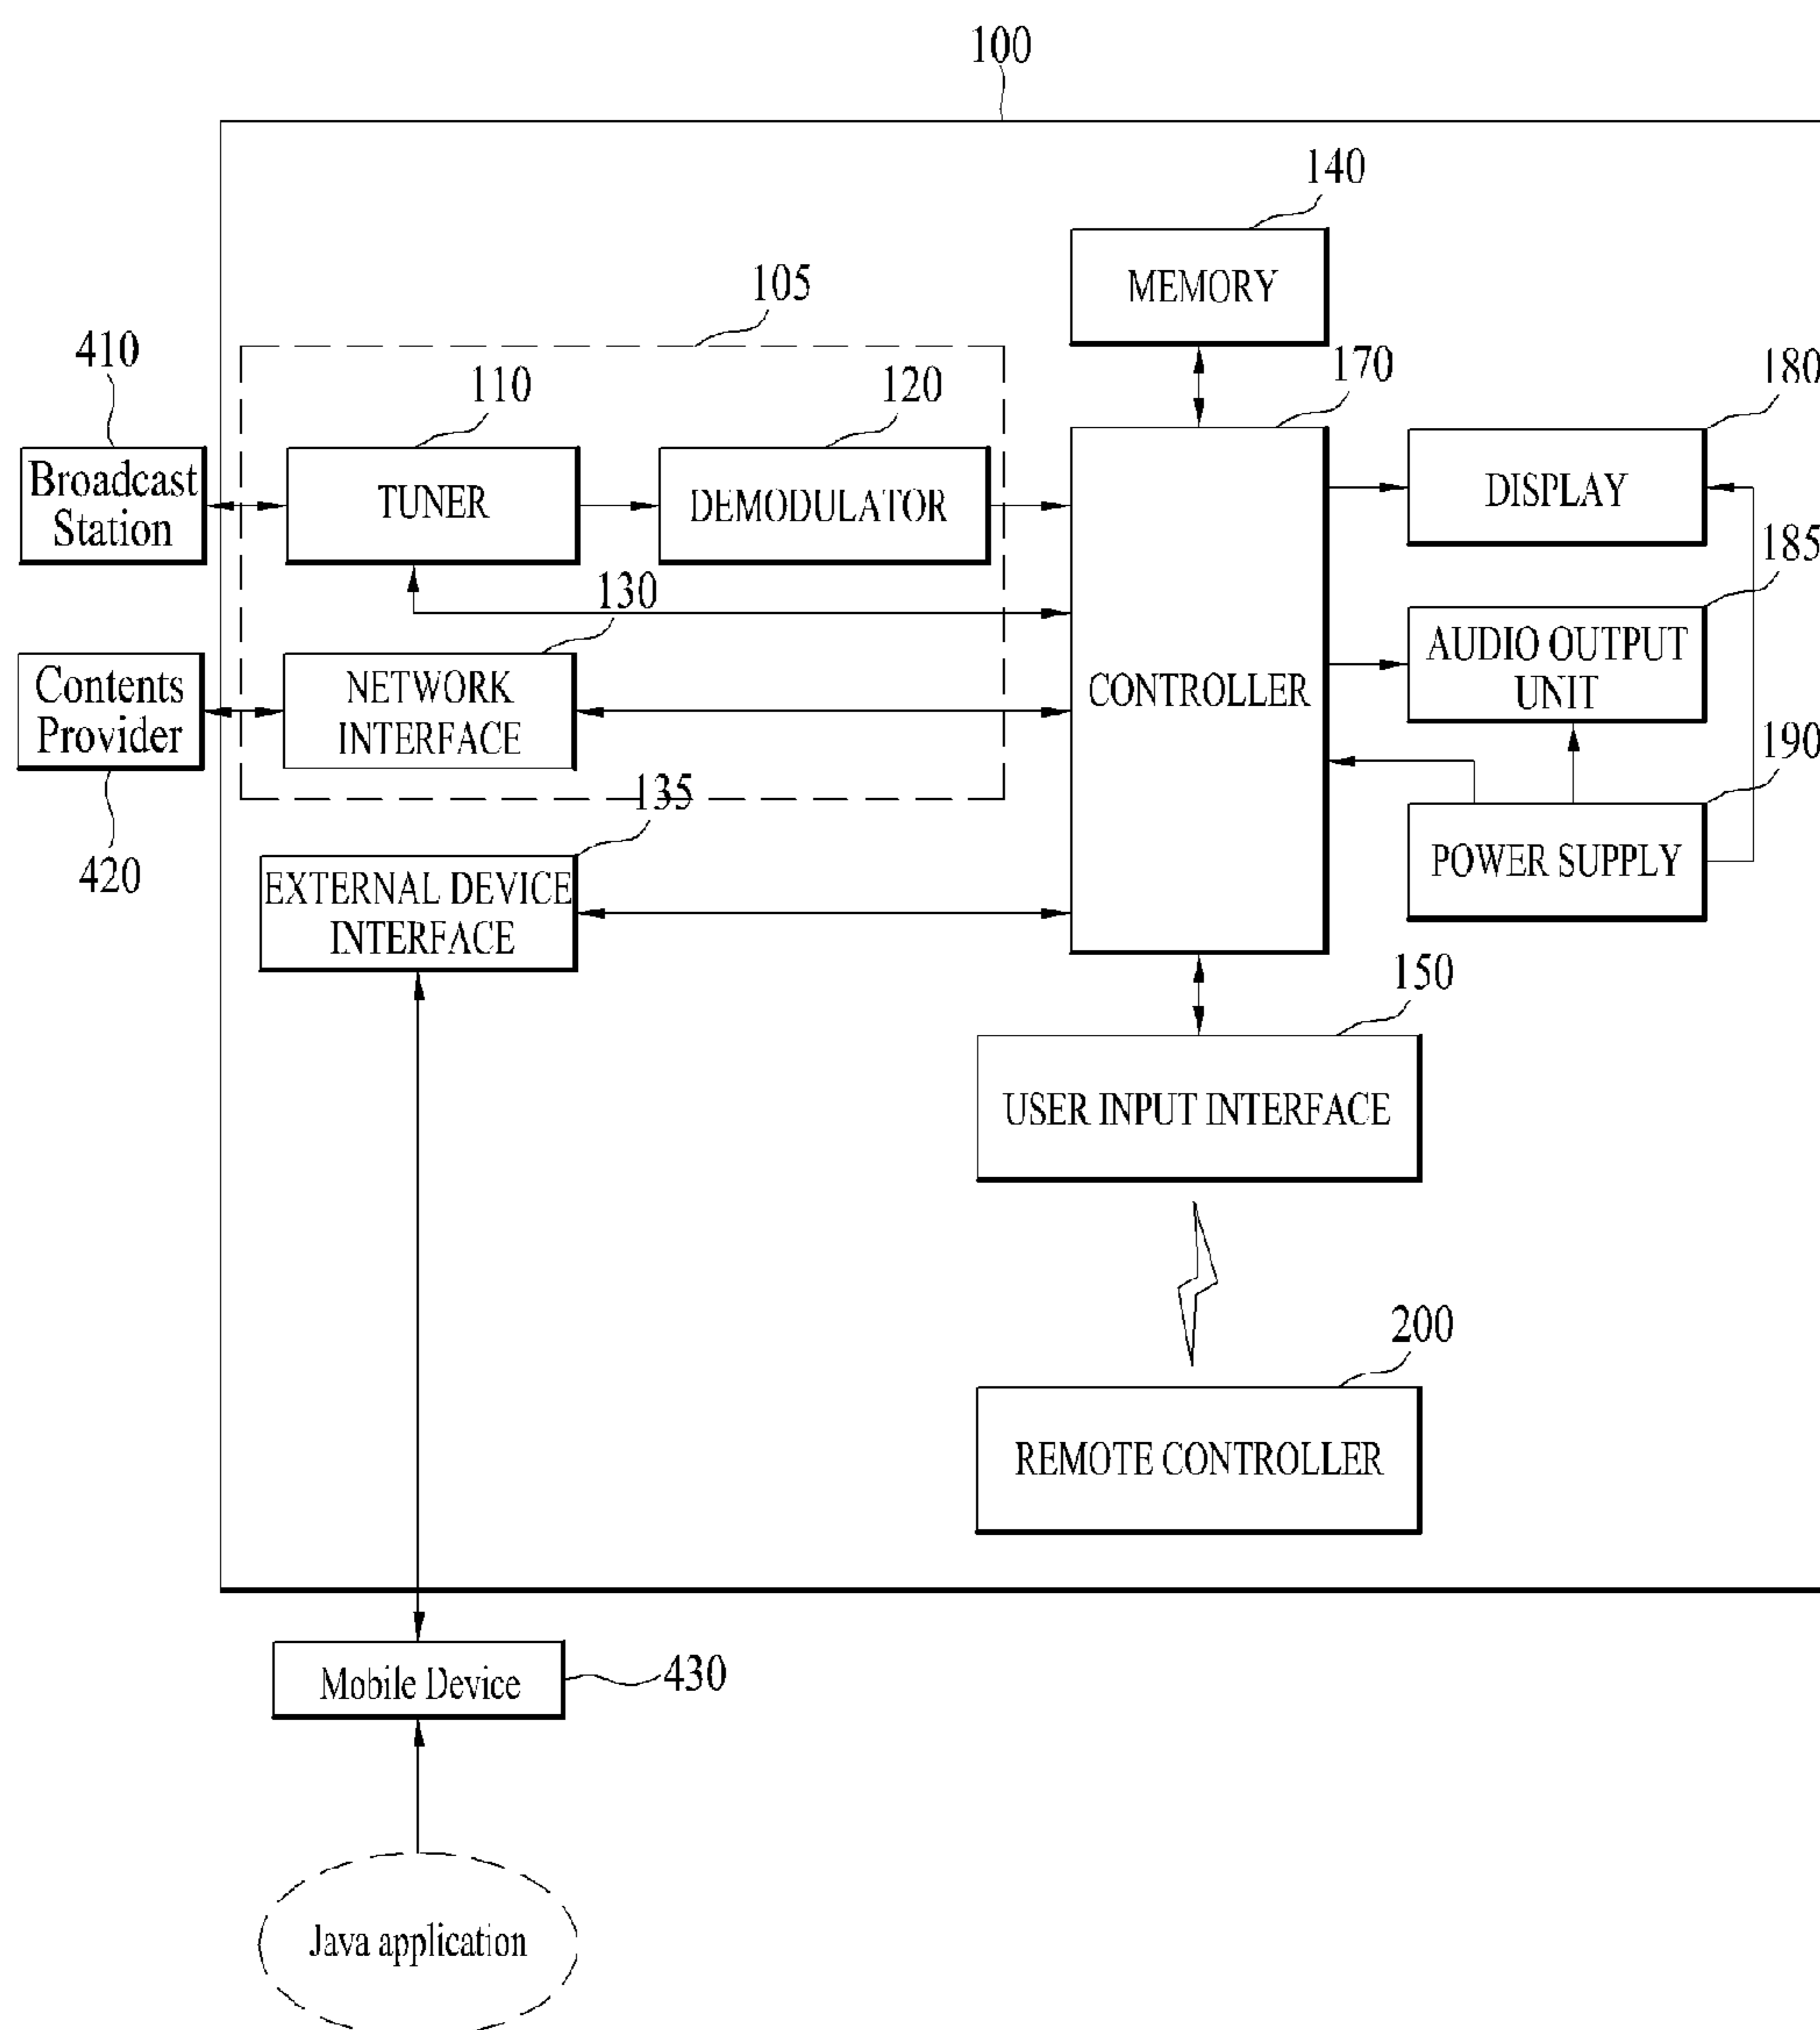 100
140
MEMORY
105
410
110
120
170
180
Broadcast
Station
TUNER
DEMODULATOR
DISPLAY
185
130
Contents
Provider
NETWORK
INTERFACE
CONTROLLER
AUDIO OUTPUT
UNIT
190
420
135
EXTERNAL DEVICE
INTERFACE
POWER SUPPLY
150
USER INPUT INTERFACE
200
REMOTE CONTROLLER
Mobile Device
430
Java application